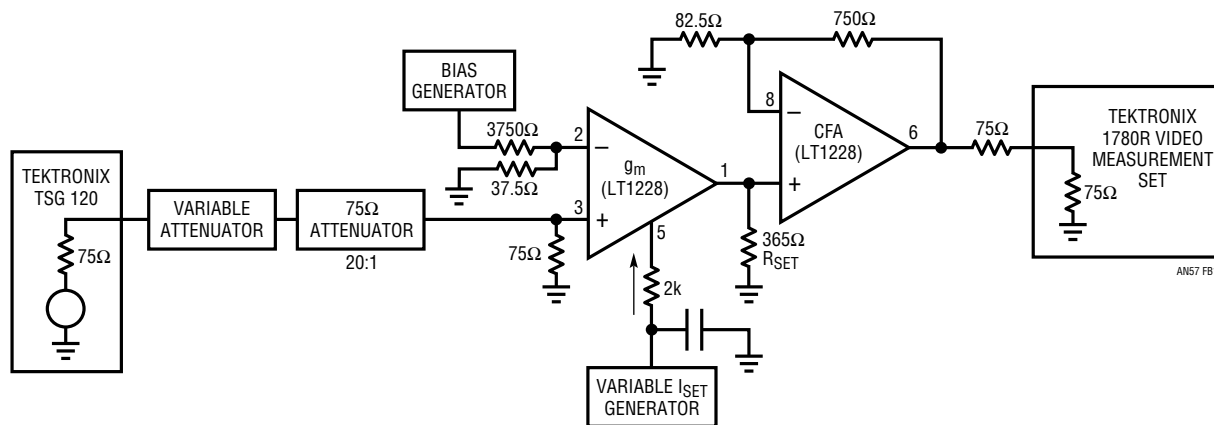 82.5Ω
750Ω
BIAS
GENERATOR
3750Ω
37.5Ω
2
−
gm
(LT1228)
3
+
1
5
8
−
CFA
(LT1228)
+
6
75Ω
TEKTRONIX
1780R VIDEO
MEASUREMENT
SET
75Ω
TEKTRONIX
TSG 120
75Ω
VARIABLE
ATTENUATOR
75Ω
ATTENUATOR
20:1
75Ω
365Ω
RSET
2k
VARIABLE ISET
GENERATOR